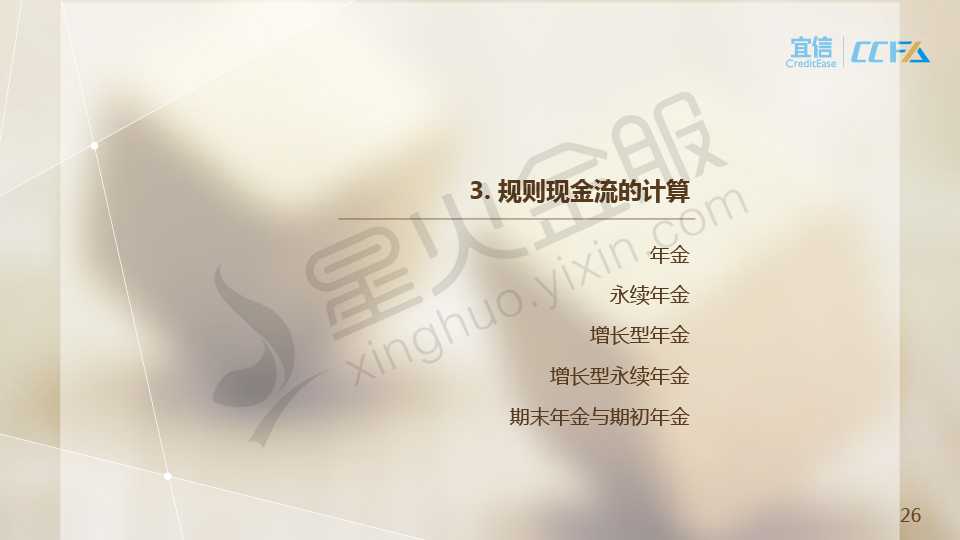 宜信 CCFA
CreditEase
3. 规则现金流的计算
年金
永续年金
增长型年金
增长型永续年金
期末年金与期初年金
星火金服
xinghuo.yixin.com
26